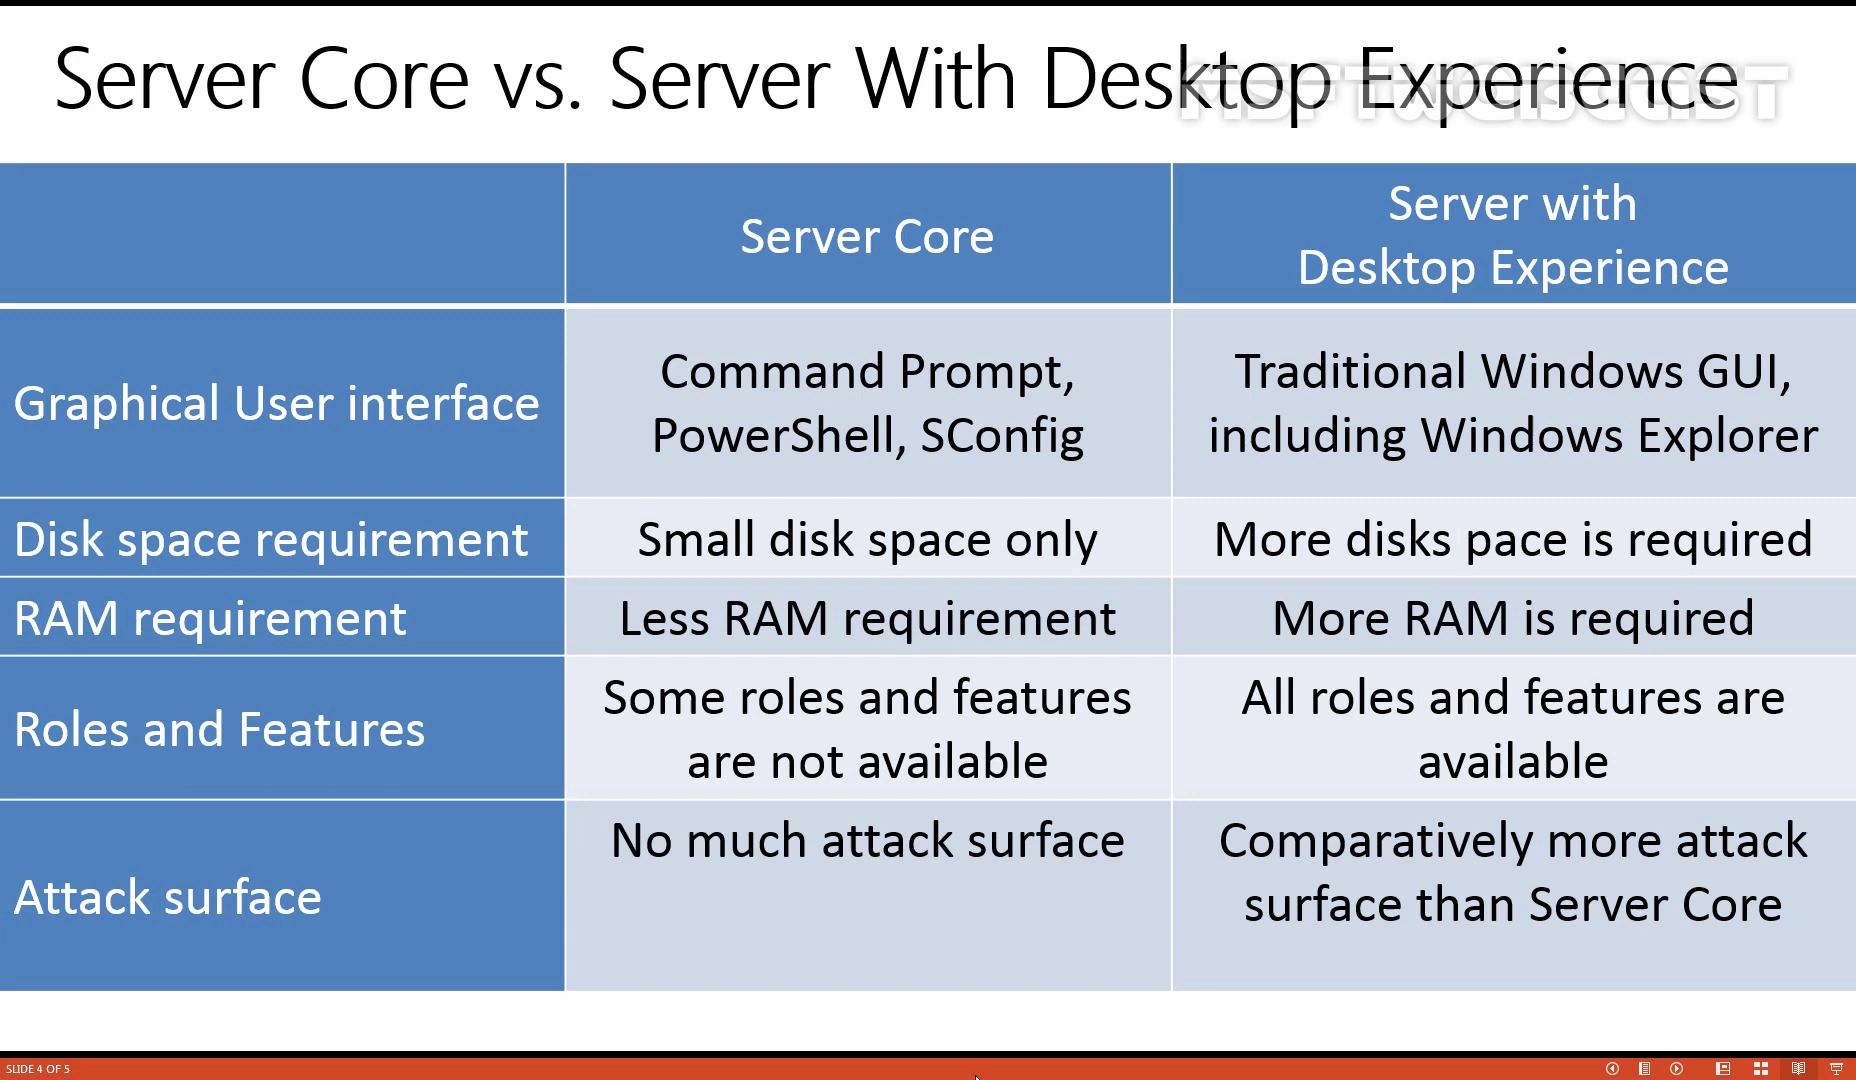 Server Core vs. Server With Desktop Experience
MSFTWEBCAST
Server Core
Server with
Desktop Experience
Graphical User interface
Command Prompt,
PowerShell, SConfig
Traditional Windows GUI,
including Windows Explorer
Disk space requirement
Small disk space only
More disks pace is required
RAM requirement
Less RAM requirement
More RAM is required
Roles and Features
Some roles and features
are not available
All roles and features are
available
Attack surface
No much attack surface
Comparatively more attack
surface than Server Core
SLIDE 4 OF 5